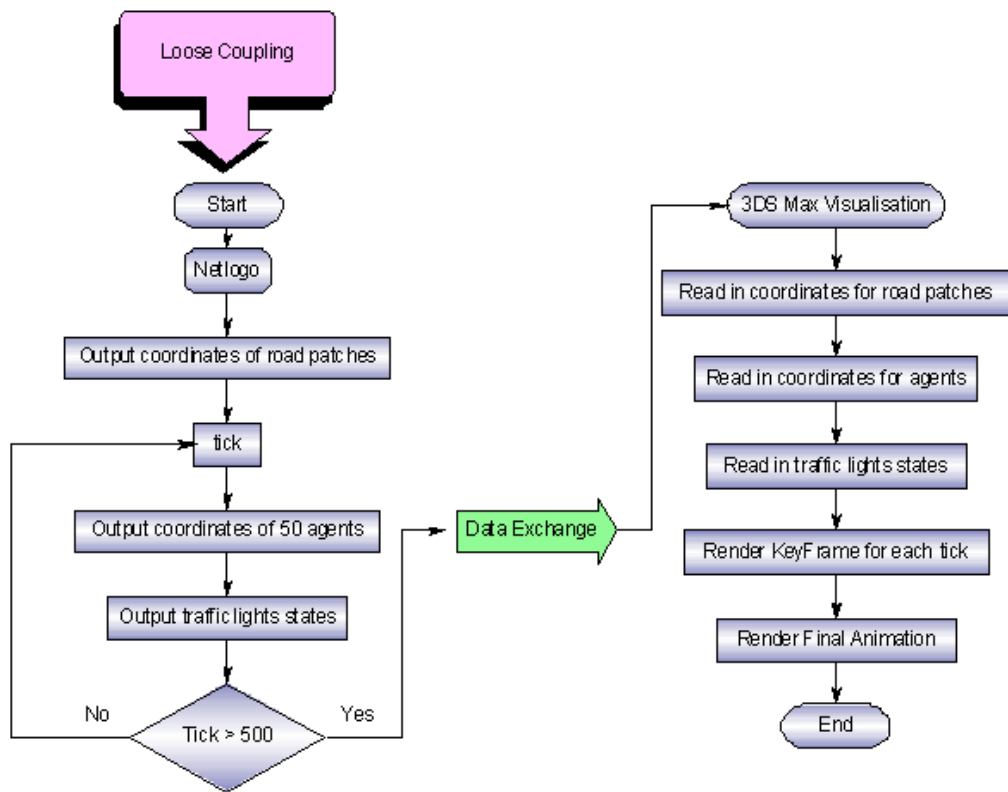 Loose Coupling
Start
Netlogo
Output coordinates of road patches
tick
Output coordinates of 50 agents
Output traffic lights states
Tick > 500
No
Yes
Data Exchange
3DS Max Visualisation
Read in coordinates for road patches
Read in coordinates for agents
Read in traffic lights states
Render KeyFrame for each tick
Render Final Animation
End